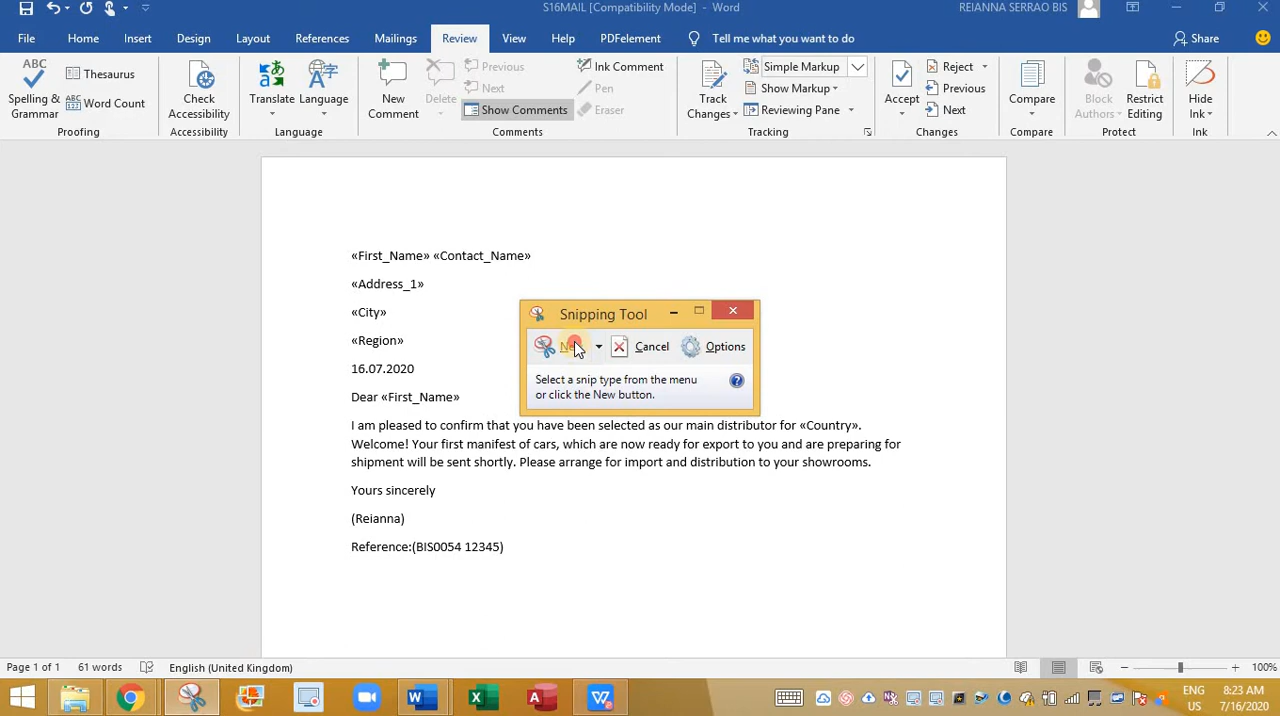 S16MAIL [Compatibility Mode] - Word
REIANNA SERRAO BIS
File Home Insert Design Layout References Mailings Review View Help PDFelement Tell me what you want to do Share
ABC
Spelling & Grammar
Thesaurus
Word Count
Proofing
Check Accessibility
Accessibility
Translate
Language
Language
New Comment
Delete
Previous
Next
Show Comments
Ink Comment
Pen
Eraser
Comments
Track Changes
Simple Markup
Show Markup
Reviewing Pane
Tracking
Accept
Reject
Previous
Next
Changes
Compare
Compare
Block Authors
Restrict Editing
Protect
Hide Ink
Ink
«First_Name» «Contact_Name»
«Address_1»
«City»
«Region»
16.07.2020
Dear «First_Name»
I am pleased to confirm that you have been selected as our main distributor for «Country».
Welcome! Your first manifest of cars, which are now ready for export to you and are preparing for
shipment will be sent shortly. Please arrange for import and distribution to your showrooms.
Yours sincerely
(Reianna)
Reference:(BIS0054 12345)
Snipping Tool
Cancel Options
Select a snip type from the menu
or click the New button.
Page 1 of 1 61 words English (United Kingdom) 100%
ENG 8:23 AM
US 7/16/2020